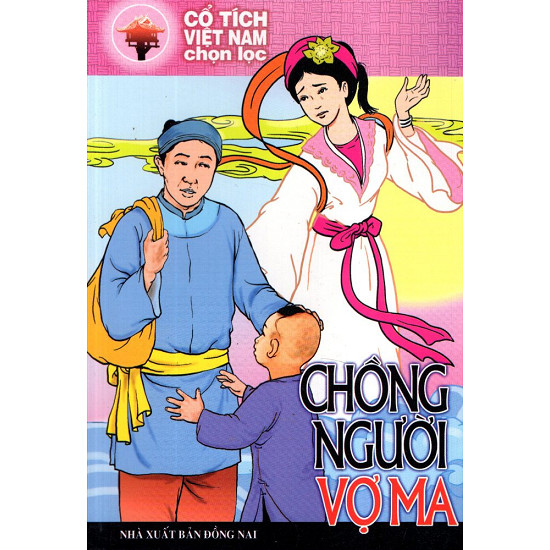 CỔ TÍCH
VIỆT NAM
chọn lọc
CHỒNG
NGƯỜI
VỢ MA
NHÀ XUẤT BẢN ĐỒNG NAI